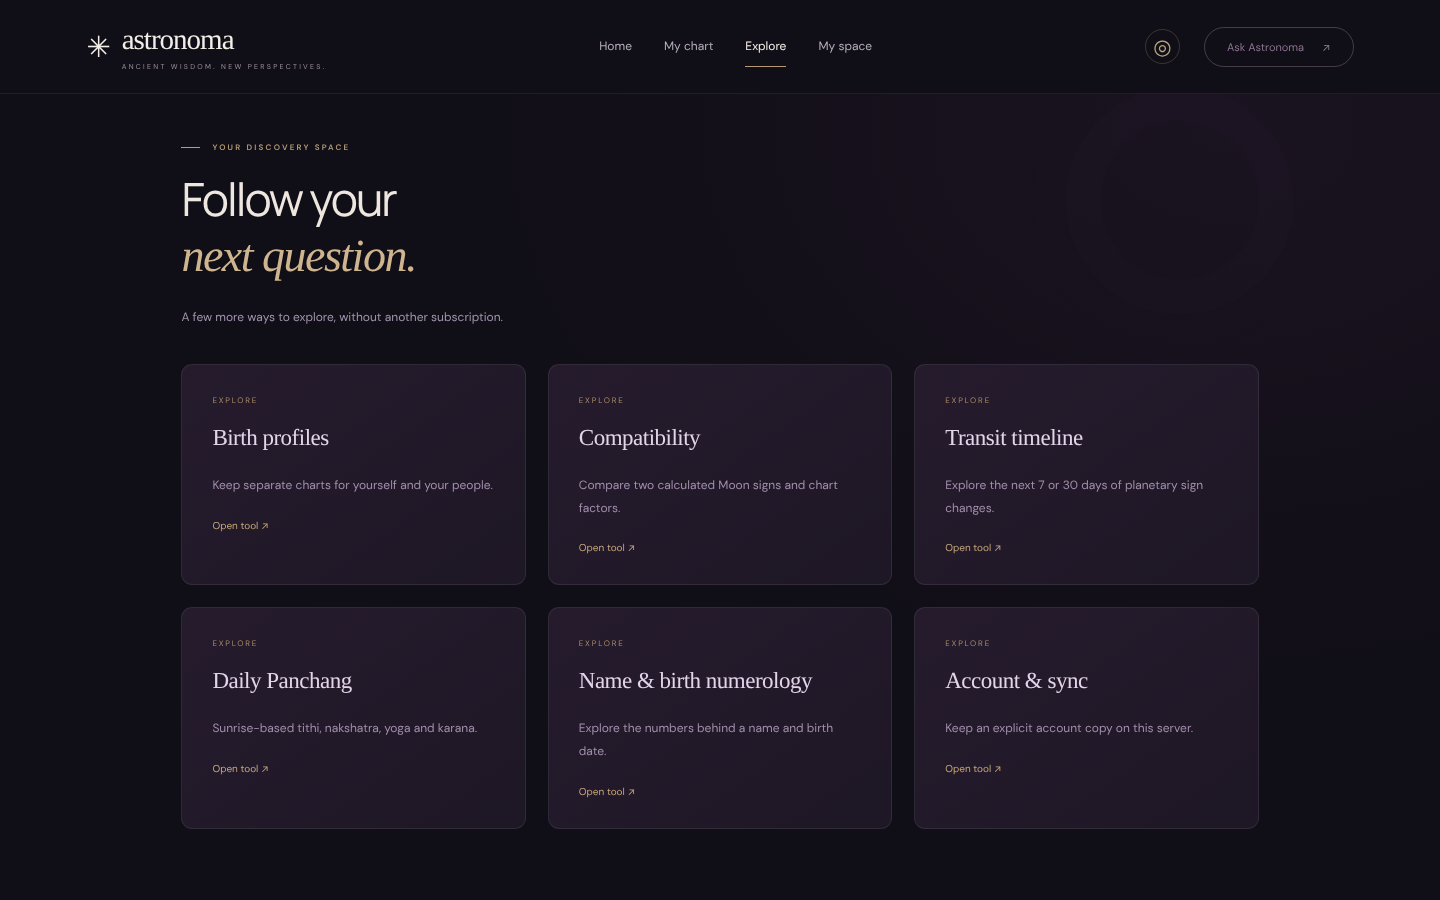 astronoma
ANCIENT WISDOM. NEW PERSPECTIVES.
Home
My chart
Explore
My space
Ask Astronoma ↗
YOUR DISCOVERY SPACE
Follow your
next question.
A few more ways to explore, without another subscription.
EXPLORE
Birth profiles
Keep separate charts for yourself and your people.
Open tool ↗
EXPLORE
Compatibility
Compare two calculated Moon signs and chart
factors.
Open tool ↗
EXPLORE
Transit timeline
Explore the next 7 or 30 days of planetary sign
changes.
Open tool ↗
EXPLORE
Daily Panchang
Sunrise-based tithi, nakshatra, yoga and karana.
Open tool ↗
EXPLORE
Name & birth numerology
Explore the numbers behind a name and birth
date.
Open tool ↗
EXPLORE
Account & sync
Keep an explicit account copy on this server.
Open tool ↗